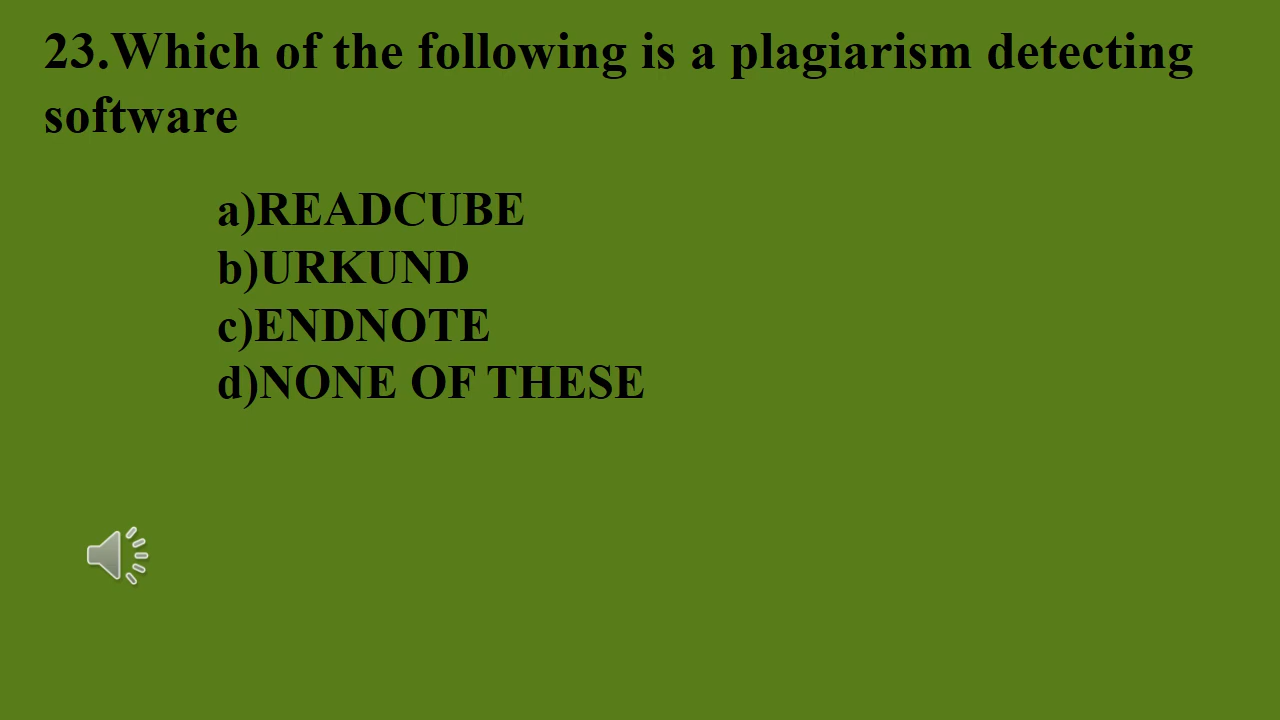 23.Which of the following is a plagiarism detecting
software
a)READCUBE
b)URKUND
c)ENDNOTE
d)NONE OF THESE